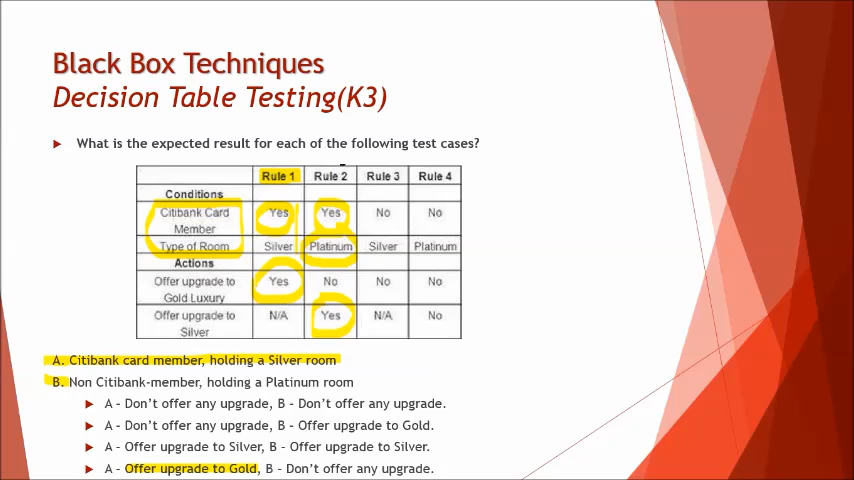 Black Box Techniques
Decision Table Testing(K3)
What is the expected result for each of the following test cases?
Rule 1 Rule 2 Rule 3 Rule 4
Conditions
Citibank Card Member Yes Yes No No
Type of Room Silver Platinum Silver Platinum
Actions
Offer upgrade to Gold Luxury Yes No No No
Offer upgrade to Silver N/A Yes N/A No
A. Citibank card member, holding a Silver room
B. Non Citibank-member, holding a Platinum room
A – Don’t offer any upgrade, B – Don’t offer any upgrade.
A – Don’t offer any upgrade, B – Offer upgrade to Gold.
A – Offer upgrade to Silver, B – Offer upgrade to Silver.
A – Offer upgrade to Gold, B – Don’t offer any upgrade.